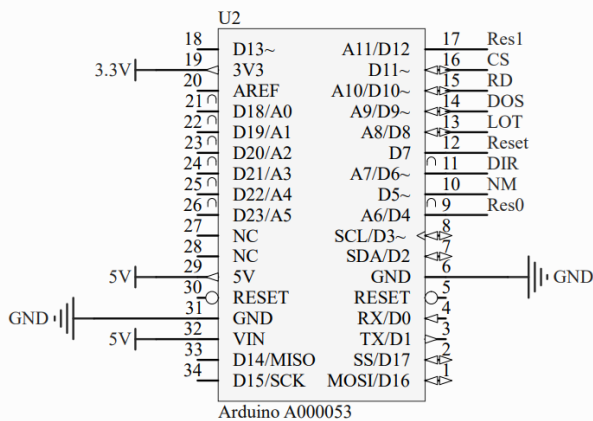 U2
18 D13~ A11/D12 17 Res1
3.3V 19 3V3 D11~ 16 CS
20 AREF A10/D10~ 15 RD
21 D18/A0 A9/D9~ 14 DOS
22 D19/A1 A8/D8 13 LOT
23 D20/A2 D7 12 Reset
24 D21/A3 A7/D6~ 11 DIR
25 D22/A4 D5~ 10 NM
26 D23/A5 A6/D4 9 Res0
27 NC SCL/D3~ 8
28 NC SDA/D2 7
5V 29 5V GND 6 GND
30 RESET RESET 5
GND 31 GND RX/D0 4
5V 32 VIN TX/D1 3
33 D14/MISO SS/D17 2
34 D15/SCK MOSI/D16 1
Arduino A000053